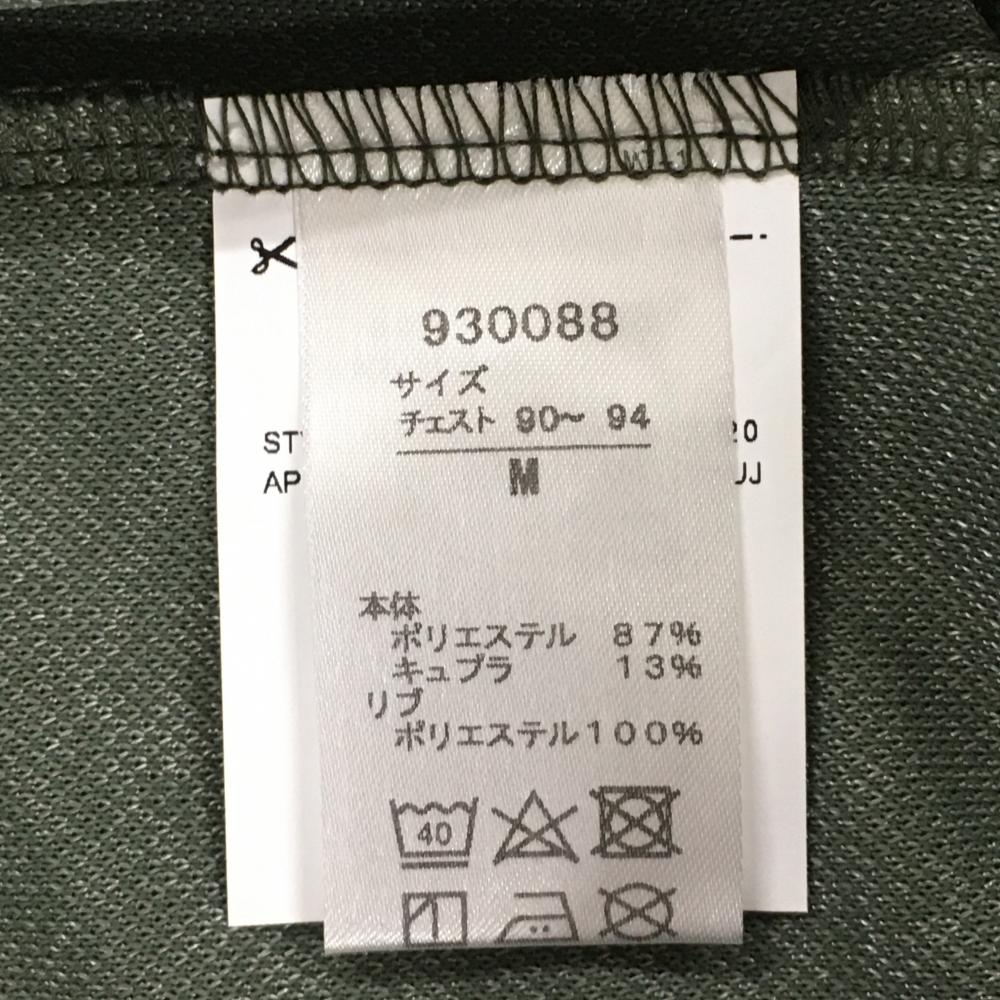 930088
サイズ
チェスト 90〜 94
M
本体
ポリエステル 87%
キュプラ 13%
リブ
ポリエステル100%
40